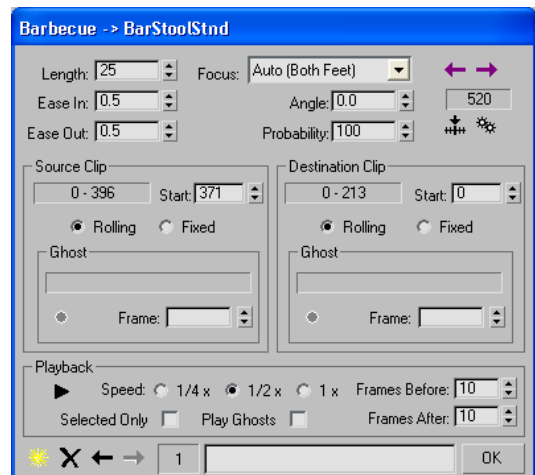 Barbecue -> BarStoolStnd
Length: 25 Focus: Auto (Both Feet)
Ease In: 0.5 Angle: 0.0 520
Ease Out: 0.5 Probability: 100
Source Clip Destination Clip
0 - 396 Start: 371 0 - 213 Start: 0
Rolling Fixed Rolling Fixed
Ghost Ghost
Frame: Frame:
Playback
Speed: 1/4 x 1/2 x 1 x Frames Before: 10
Selected Only Play Ghosts Frames After: 10
1 OK